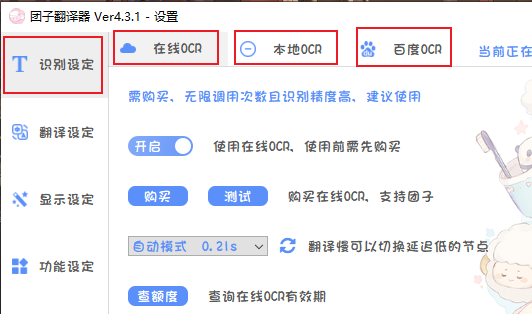 团子翻译器 Ver4.3.1 - 设置
识别设定
在线OCR
本地OCR
百度OCR
当前正在
需购买、无限调用次数且识别精度高、建议使用
翻译设定
开启
使用在线OCR、使用前需先购买
显示设定
购买
测试
购买在线OCR、支持团子
自动模式 0.21s
翻译慢可以切换延迟低的节点
功能设定
查额度
查询在线OCR有效期